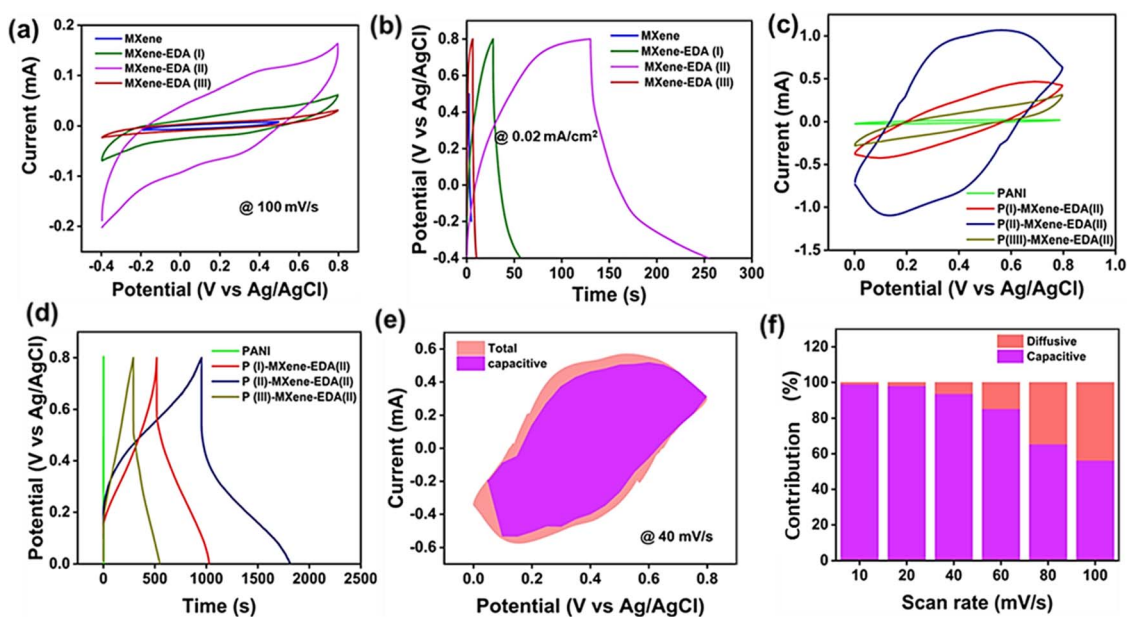 (a)
MXene
MXene-EDA (I)
MXene-EDA (II)
MXene-EDA (III)
@ 100 mV/s
Current (mA)
0.2
0.1
0.0
-0.1
-0.2
-0.4 -0.2 0.0 0.2 0.4 0.6 0.8
Potential (V vs Ag/AgCl)
(b)
MXene
MXene-EDA (I)
MXene-EDA (II)
MXene-EDA (III)
@ 0.02 mA/cm²
Potential (V vs Ag/AgCl)
0.8
0.4
0.0
-0.4
0 50 100 150 200 250 300
Time (s)
(c)
PANI
P(I)-MXene-EDA(II)
P(II)-MXene-EDA(II)
P(IIII)-MXene-EDA(II)
Current (mA)
1.0
0.5
0.0
-0.5
-1.0
-1.5
0.0 0.2 0.4 0.6 0.8 1.0
Potential (V vs Ag/AgCl)
(d)
PANI
P (I)-MXene-EDA(II)
P (II)-MXene-EDA(II)
P (III)-MXene-EDA(II)
Potential (V vs Ag/AgCl)
0.8
0.6
0.4
0.2
0.0
0 500 1000 1500 2000 2500
Time (s)
(e)
Total
capacitive
@ 40 mV/s
Current (mA)
0.6
0.4
0.2
0.0
-0.2
-0.4
-0.6
0.0 0.2 0.4 0.6 0.8
Potential (V vs Ag/AgCl)
(f)
Diffusive
Capacitive
Contribution (%)
120
100
80
60
40
20
0
10 20 40 60 80 100
Scan rate (mV/s)